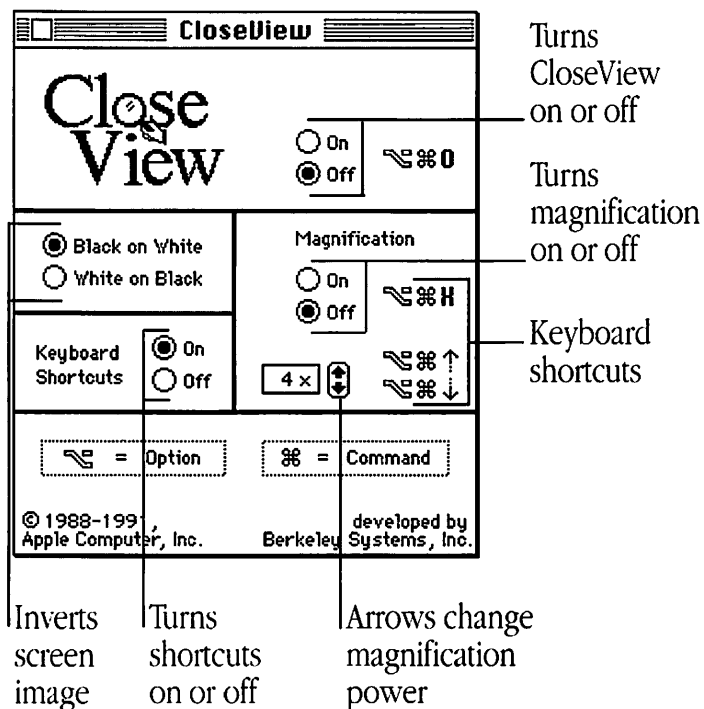 CloseView
Close
View
On
Off
⌥⌘O
Turns
CloseView
on or off
Turns
magnification
on or off
Black on White
White on Black
Magnification
On
Off
⌥⌘X
Keyboard
Shortcuts
On
Off
4 x
⌥⌘↑
⌥⌘↓
Keyboard
shortcuts
⌥ = Option
⌘ = Command
© 1988-1991,
Apple Computer, Inc.
developed by
Berkeley Systems, Inc.
Inverts
screen
image
Turns
shortcuts
on or off
Arrows change
magnification
power